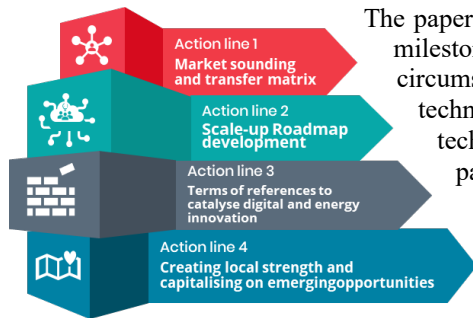 Action line 1
Market sounding
and transfer matrix
Action line 2
Scale-up Roadmap
development
Action line 3
Terms of references to
catalyse digital and energy
innovation
Action line 4
Creating local strength and
capitalising on emergingopportunities
The paper
milesto
circums
techn
tech
pa